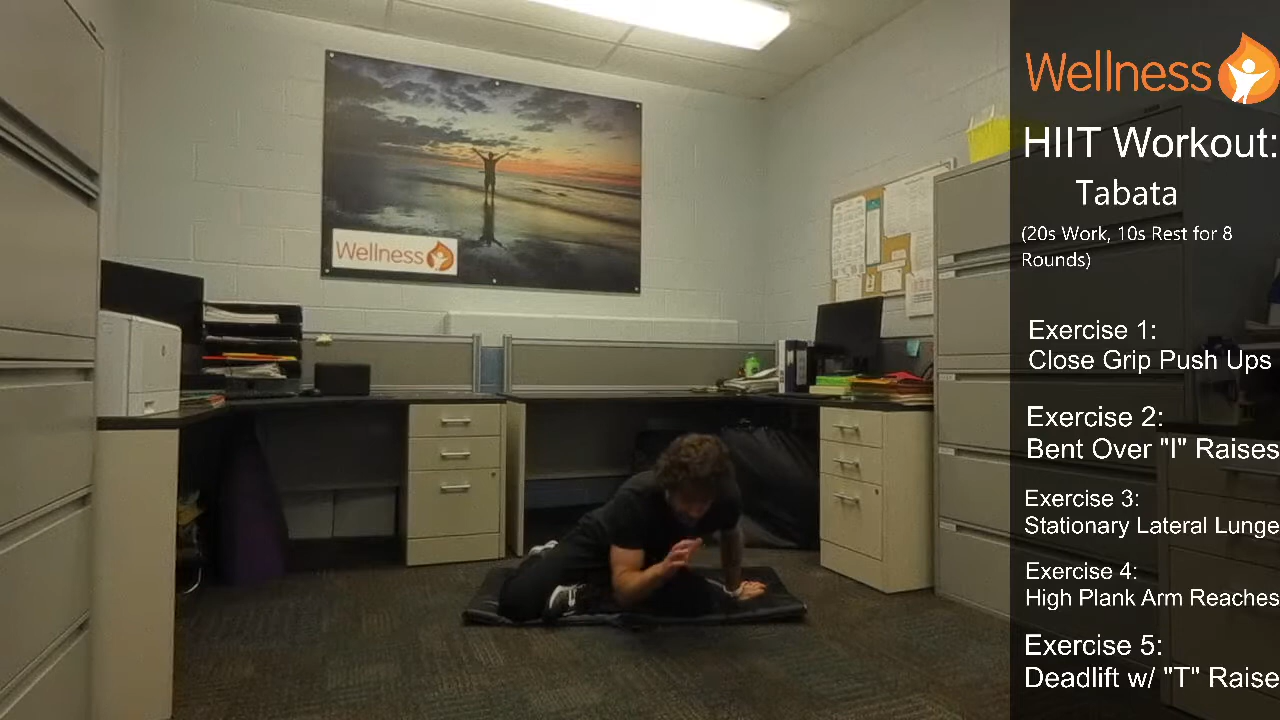 Wellness
Wellness
HIIT Workout:
Tabata
(20s Work, 10s Rest for 8
Rounds)
Exercise 1:
Close Grip Push Ups
Exercise 2:
Bent Over "I" Raises
Exercise 3:
Stationary Lateral Lunge
Exercise 4:
High Plank Arm Reaches
Exercise 5:
Deadlift w/ "T" Raise